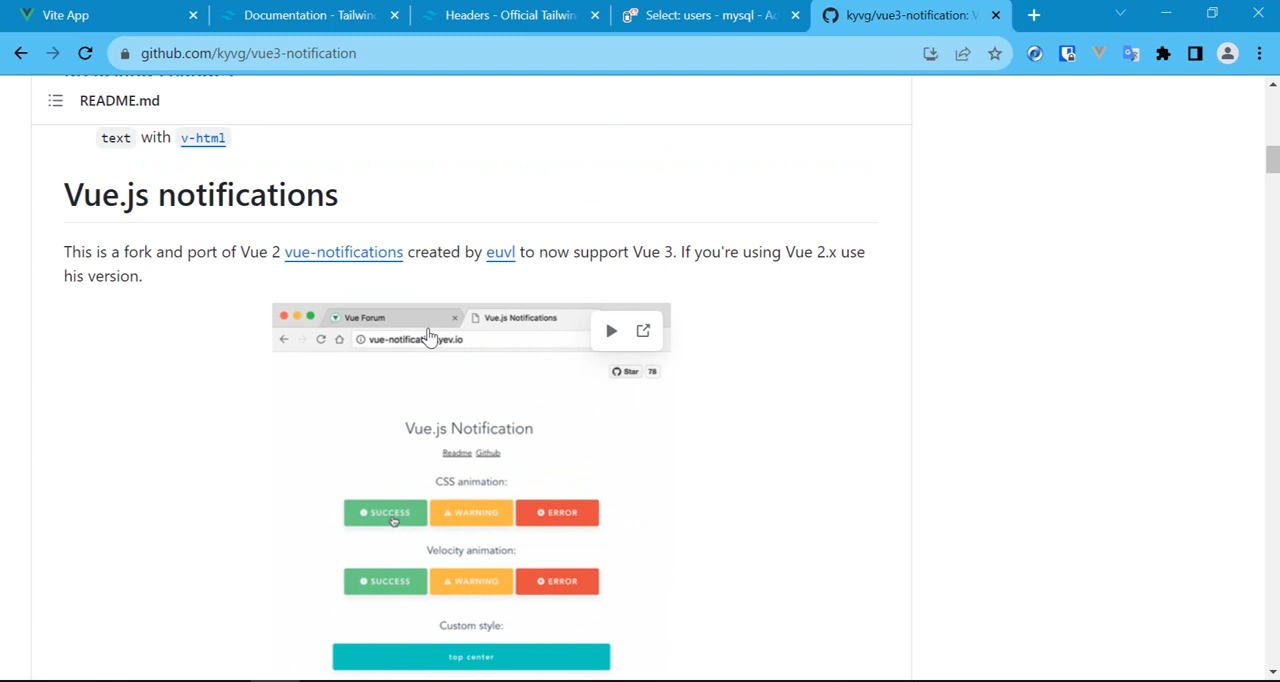 Vite App
Documentation - Tailwin
Headers - Official Tailwin
Select: users - mysql - Ad
kyvg/vue3-notification: V
github.com/kyvg/vue3-notification
README.md
text with v-html
Vue.js notifications
This is a fork and port of Vue 2 vue-notifications created by euvl to now support Vue 3. If you're using Vue 2.x use
his version.
Vue Forum
Vue.js Notifications
Star 78
Vue.js Notification
Readme Github
CSS animation:
SUCCESS WARNING ERROR
Velocity animation:
SUCCESS WARNING ERROR
Custom style:
top center